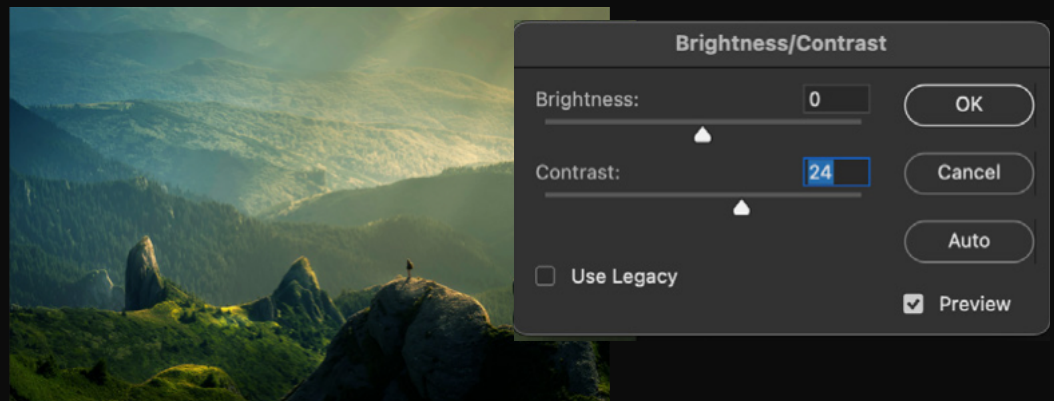 Brightness/Contrast
Brightness:
0
OK
Contrast:
24
Cancel
Auto
Use Legacy
Preview